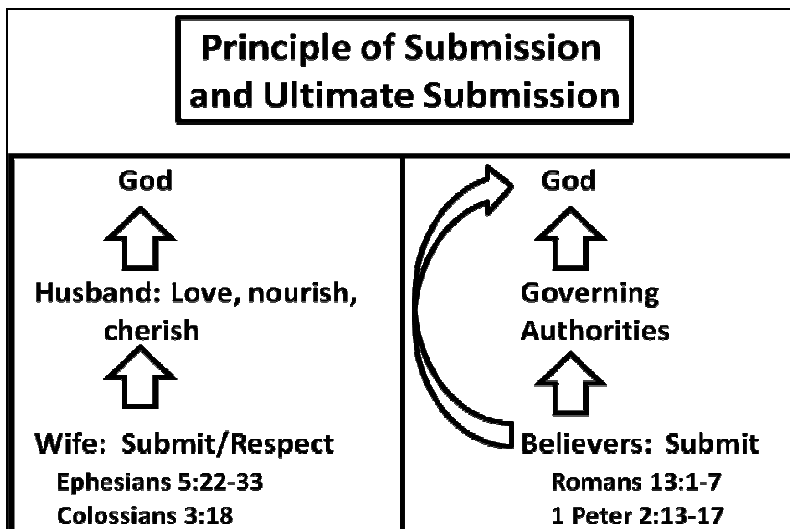 Principle of Submission
and Ultimate Submission
God
Husband: Love, nourish,
cherish
Wife: Submit/Respect
Ephesians 5:22-33
Colossians 3:18
God
Governing
Authorities
Believers: Submit
Romans 13:1-7
1 Peter 2:13-17